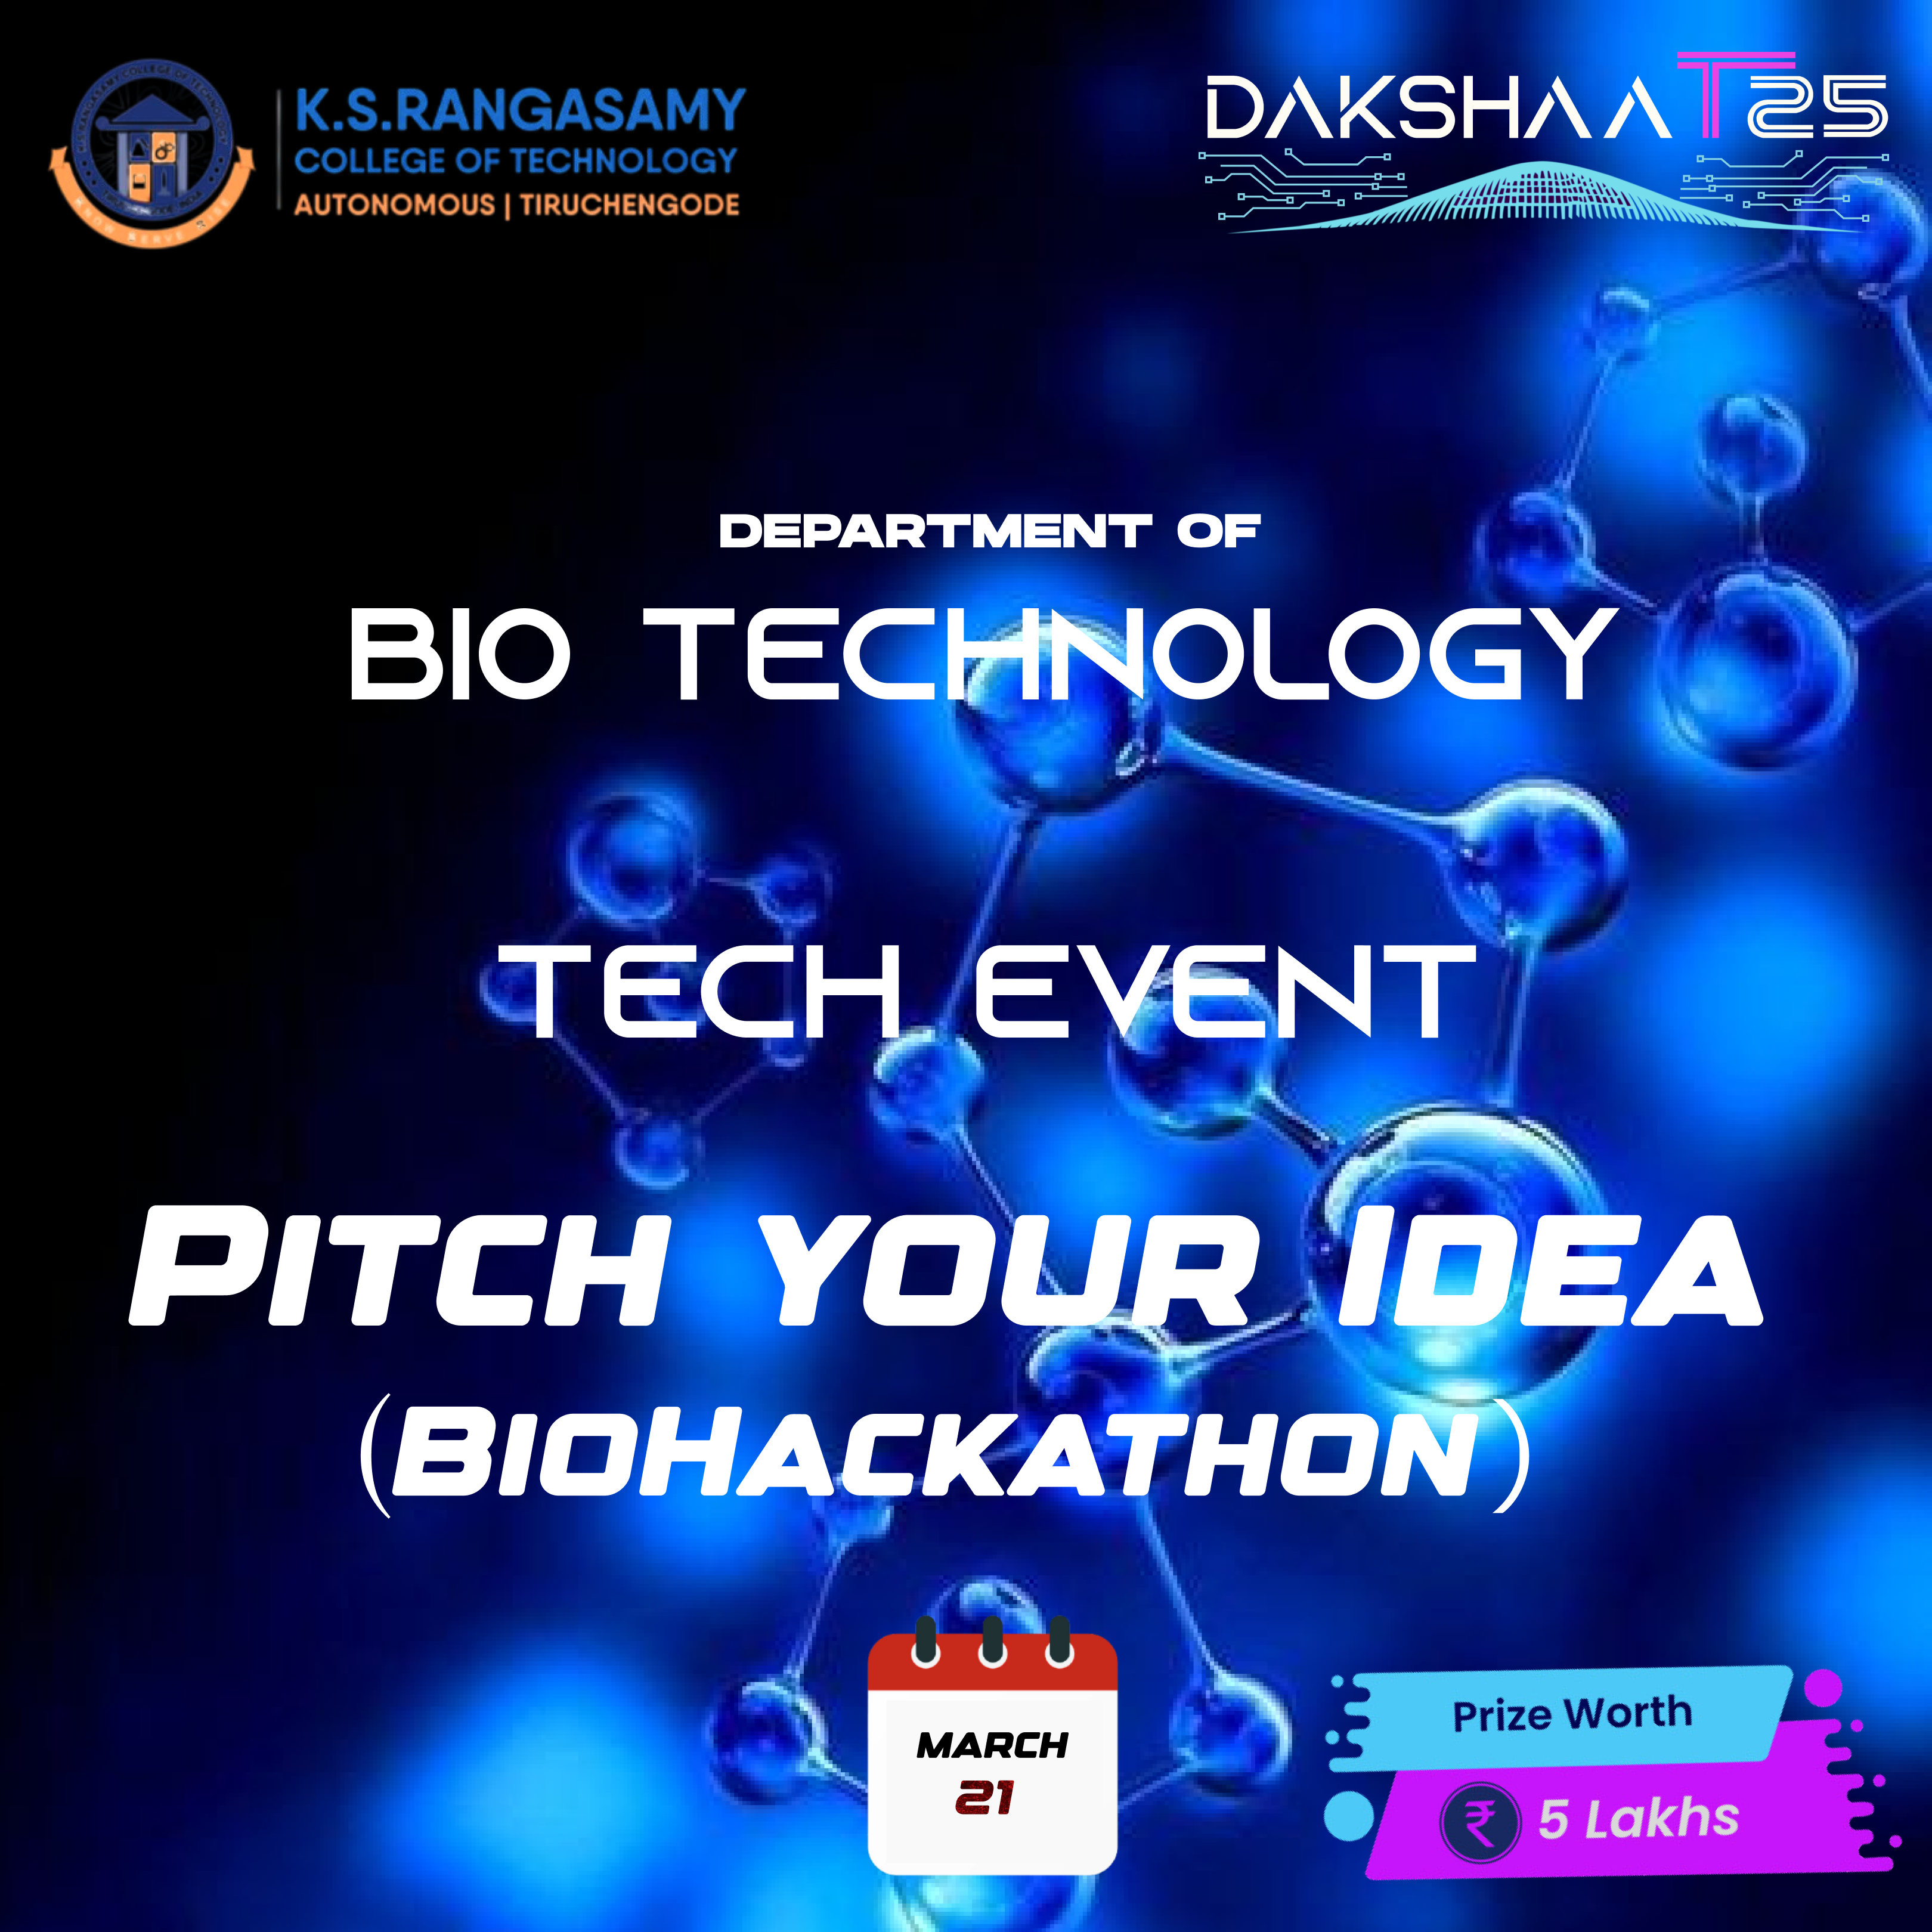 K.S.RANGASAMY
COLLEGE OF TECHNOLOGY
AUTONOMOUS | TIRUCHENGODE
DAKSHAA T25
DEPARTMENT OF
BIO TECHNOLOGY
TECH EVENT
PITCH YOUR IDEA
(BIOHACKATHON)
MARCH
21
Prize Worth
₹ 5 Lakhs